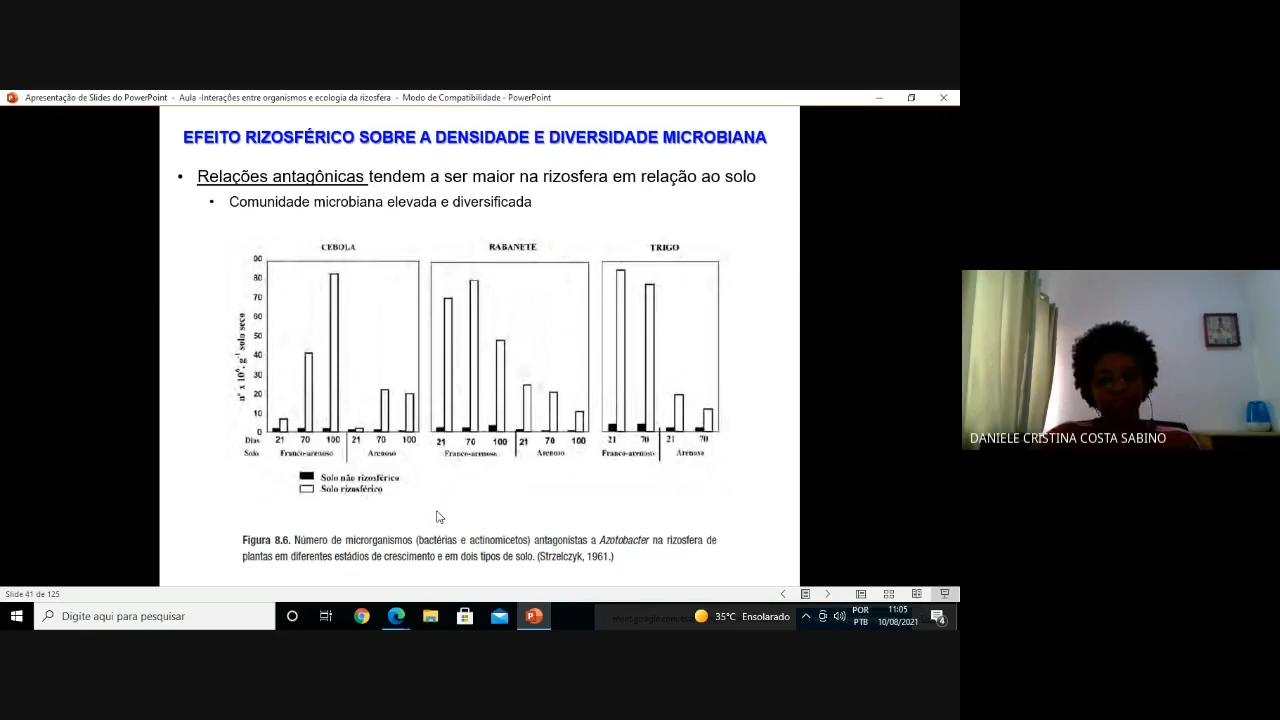 Apresentação de Slides do PowerPoint - Aula -Interações entre organismos e ecologia da rizosfera - Modo de Compatibilidade - PowerPoint
EFEITO RIZOSFÉRICO SOBRE A DENSIDADE E DIVERSIDADE MICROBIANA
• Relações antagônicas tendem a ser maior na rizosfera em relação ao solo
• Comunidade microbiana elevada e diversificada
CEBOLA RABANETE TRIGO
90
80
70
60
50
40
30
20
10
0
nº x 10⁶. g⁻¹ solo seco
Dias 21 70 100 21 70 100 21 70 100 21 70 100 21 70 21 70
Solo Franco-arenoso Arenoso Franco-arenoso Arenoso Franco-arenoso Arenoso
Solo não rizosférico
Solo rizosférico
Figura 8.6. Número de microrganismos (bactérias e actinomicetos) antagonistas a Azotobacter na rizosfera de
plantas em diferentes estádios de crescimento e em dois tipos de solo. (Strzelczyk, 1961.)
DANIELE CRISTINA COSTA SABINO
Slide 41 de 125
Digite aqui para pesquisar
35°C Ensolarado
POR
PTB
11:05
10/08/2021
4